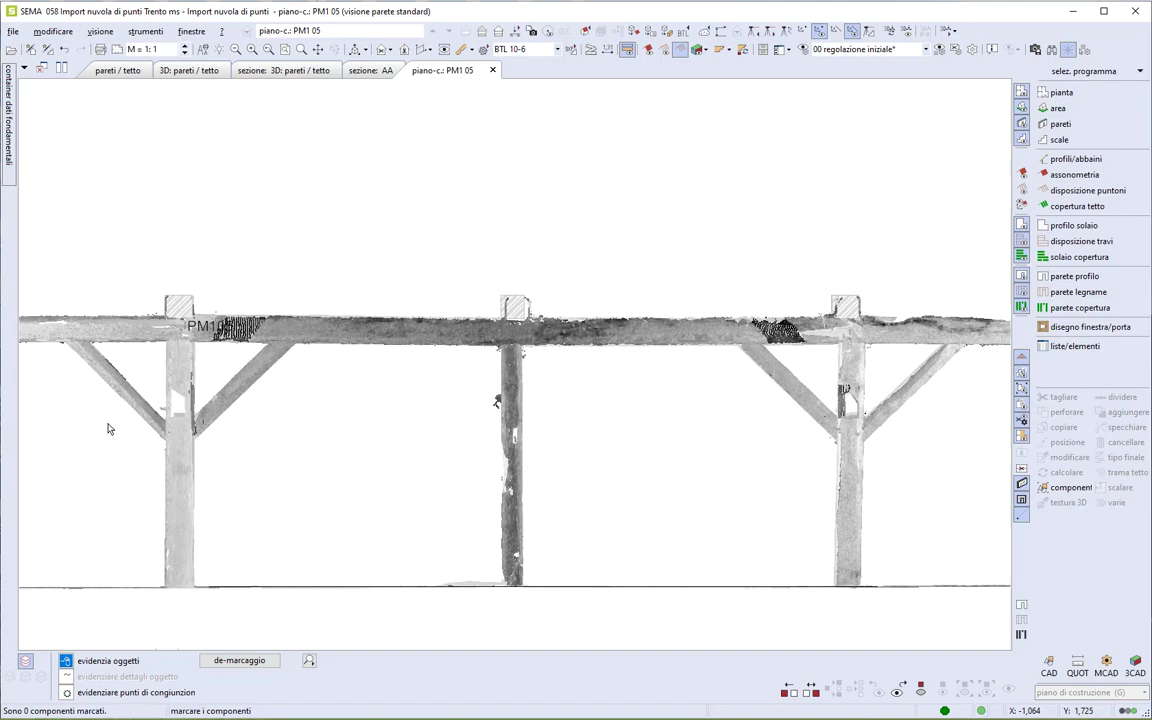 SEMA 058 Import nuvola di punti Trento ms - Import nuvola di punti - piano-c.: PM1 05 (visione parete standard)
file modificare visione strumenti finestre ? piano-c.: PM1 05
M = 1: 1 BTL 10-6 00 regolazione iniziale*
pareti / tetto 3D: pareti / tetto sezione: 3D: pareti / tetto sezione: AA piano-c.: PM1 05
container dati fondamentali
selez. programma
pianta
area
pareti
scale
profili/abbaini
assonometria
disposizione puntoni
copertura tetto
profilo solaio
disposizione travi
solaio copertura
parete profilo
parete legname
parete copertura
disegno finestra/porta
liste/elementi
tagliare dividere
perforare aggiungere
copiare specchiare
posizione cancellare
modificare tipo finale
calcolare trama tetto
component scalare
testura 3D varie
CAD QUOT MCAD 3CAD
piano di costruzione (G)
evidenzia oggetti de-marcaggio
evidenziare dettagli oggetto
evidenziare punti di congiunzion
Sono 0 componenti marcati. marcare i componenti X: -1,064 Y: 1,725